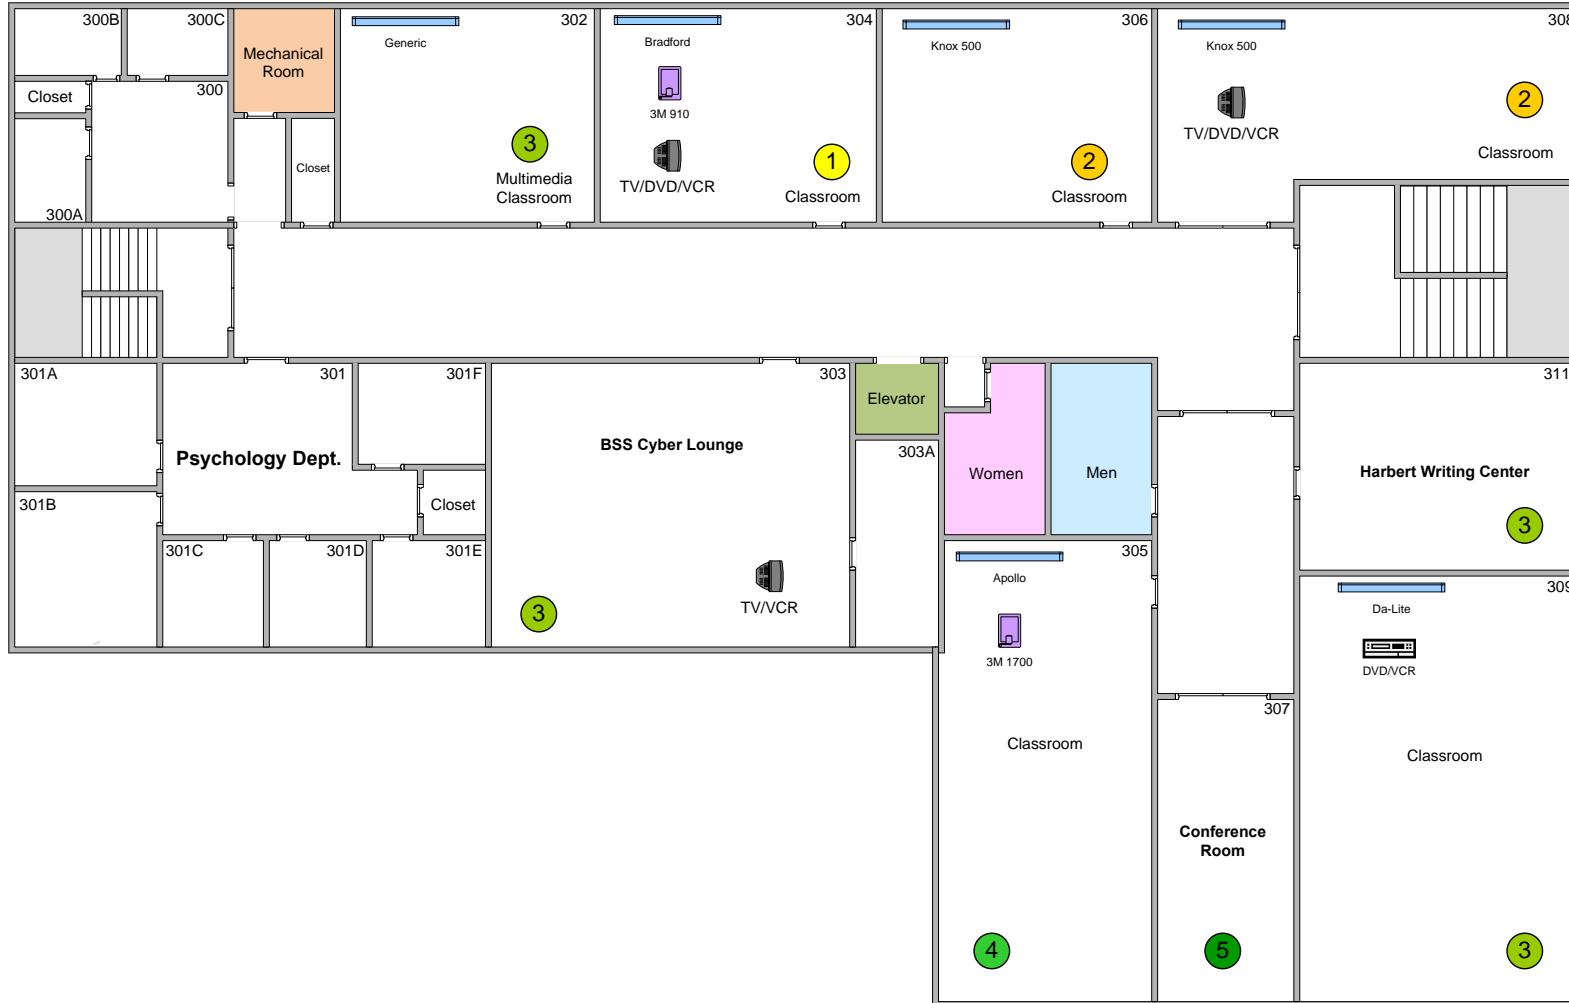 300B
300C
Mechanical
Room
302
Generic
304
Bradford
306
Knox 500
308
Knox 500
Closet
300
3M 910
TV/DVD/VCR
2
TV/DVD/VCR
Classroom
3
Multimedia
Classroom
1
Classroom
2
Classroom
Closet
300A
301A
301
301F
303
Elevator
311
Psychology Dept.
BSS Cyber Lounge
303A
Women
Men
Harbert Writing Center
301B
Closet
3
301C
301D
301E
305
Apollo
309
Da-Lite
3
TV/VCR
3M 1700
DVD/VCR
307
Classroom
Classroom
Conference
Room
4
5
3